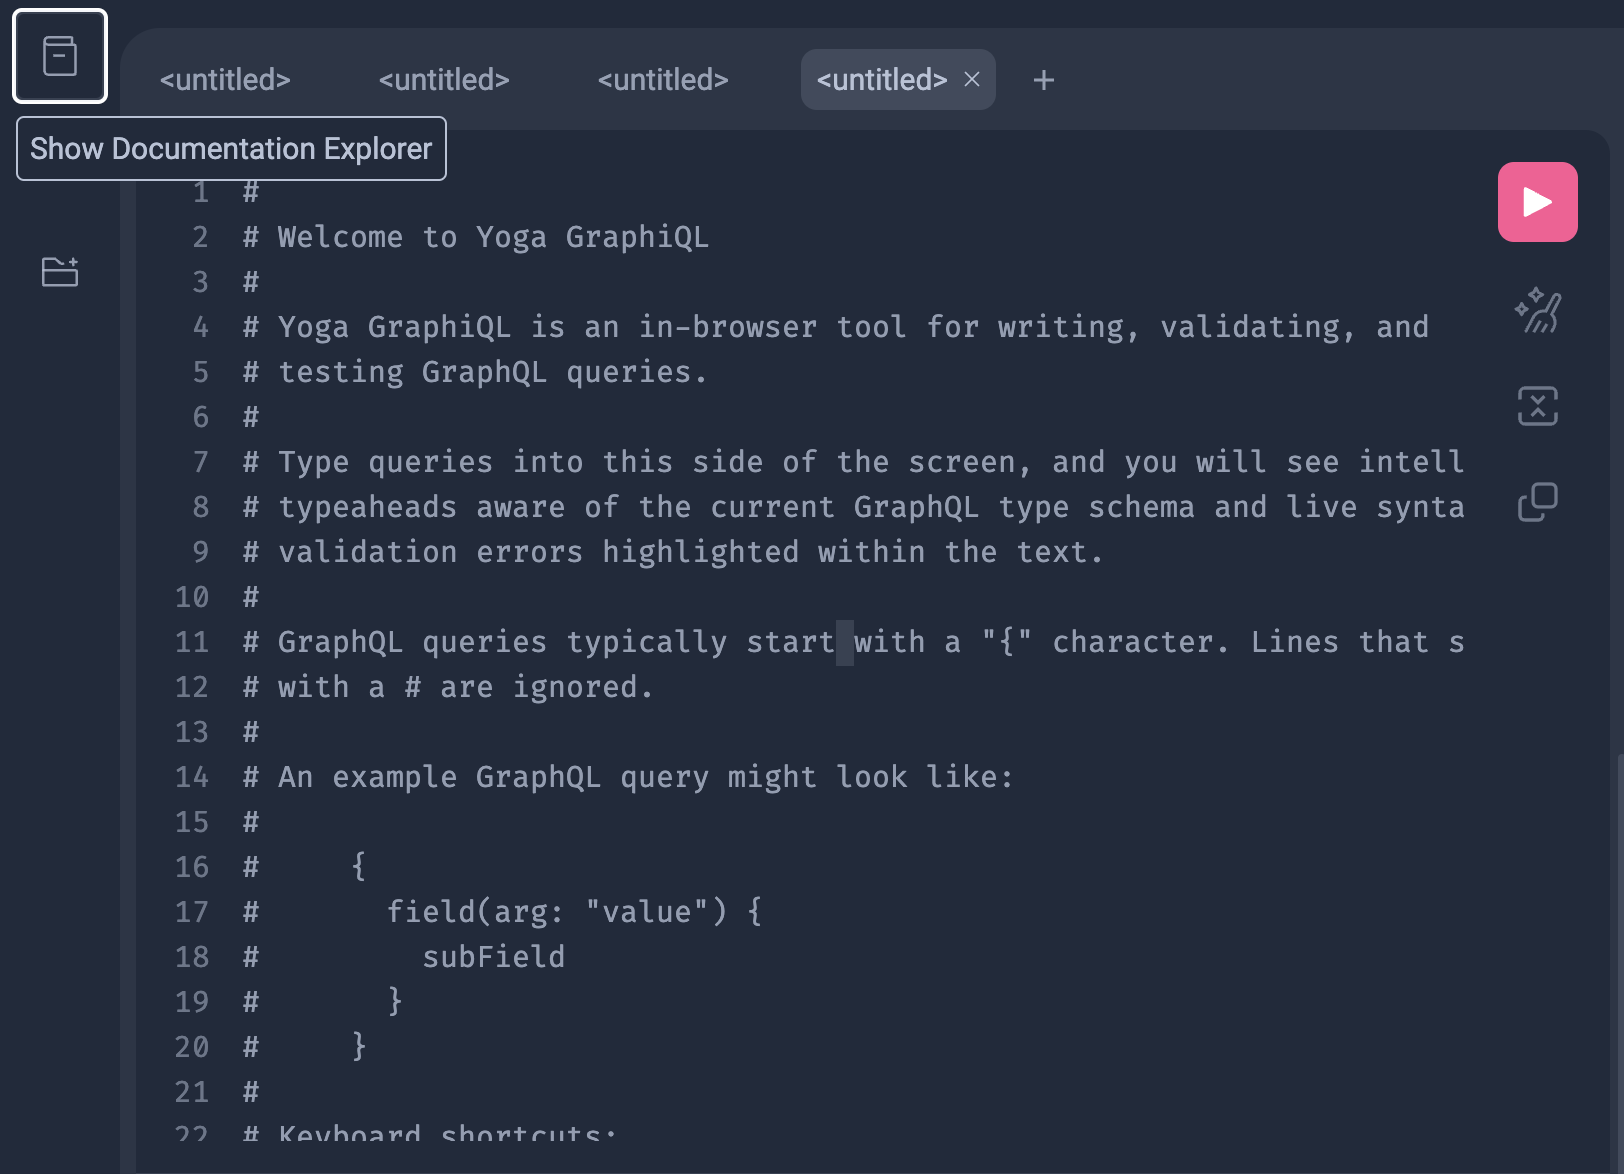 <untitled> <untitled> <untitled> <untitled> × +
Show Documentation Explorer
1 #
2 # Welcome to Yoga GraphiQL
3 #
4 # Yoga GraphiQL is an in-browser tool for writing, validating, and
5 # testing GraphQL queries.
6 #
7 # Type queries into this side of the screen, and you will see intell
8 # typeaheads aware of the current GraphQL type schema and live synta
9 # validation errors highlighted within the text.
10 #
11 # GraphQL queries typically start with a "{" character. Lines that s
12 # with a # are ignored.
13 #
14 # An example GraphQL query might look like:
15 #
16 #     {
17 #       field(arg: "value") {
18 #         subField
19 #       }
20 #     }
21 #
22 # Keyboard shortcuts: